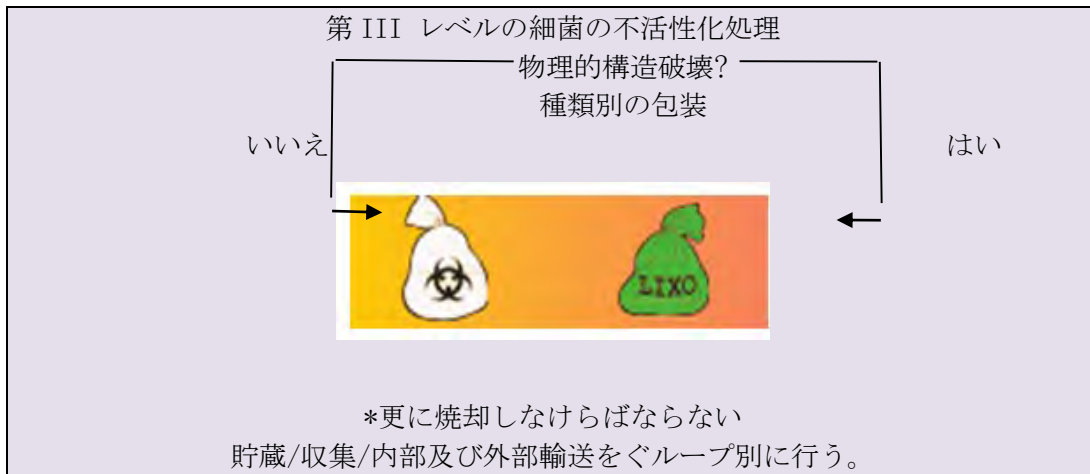 第 III レベルの細菌の不活性化処理
物理的構造破壊?
種類別の包装
いいえ
はい
LIXO
*更に焼却しなけらばならない
貯蔵/収集/内部及び外部輸送をぐループ別に行う。